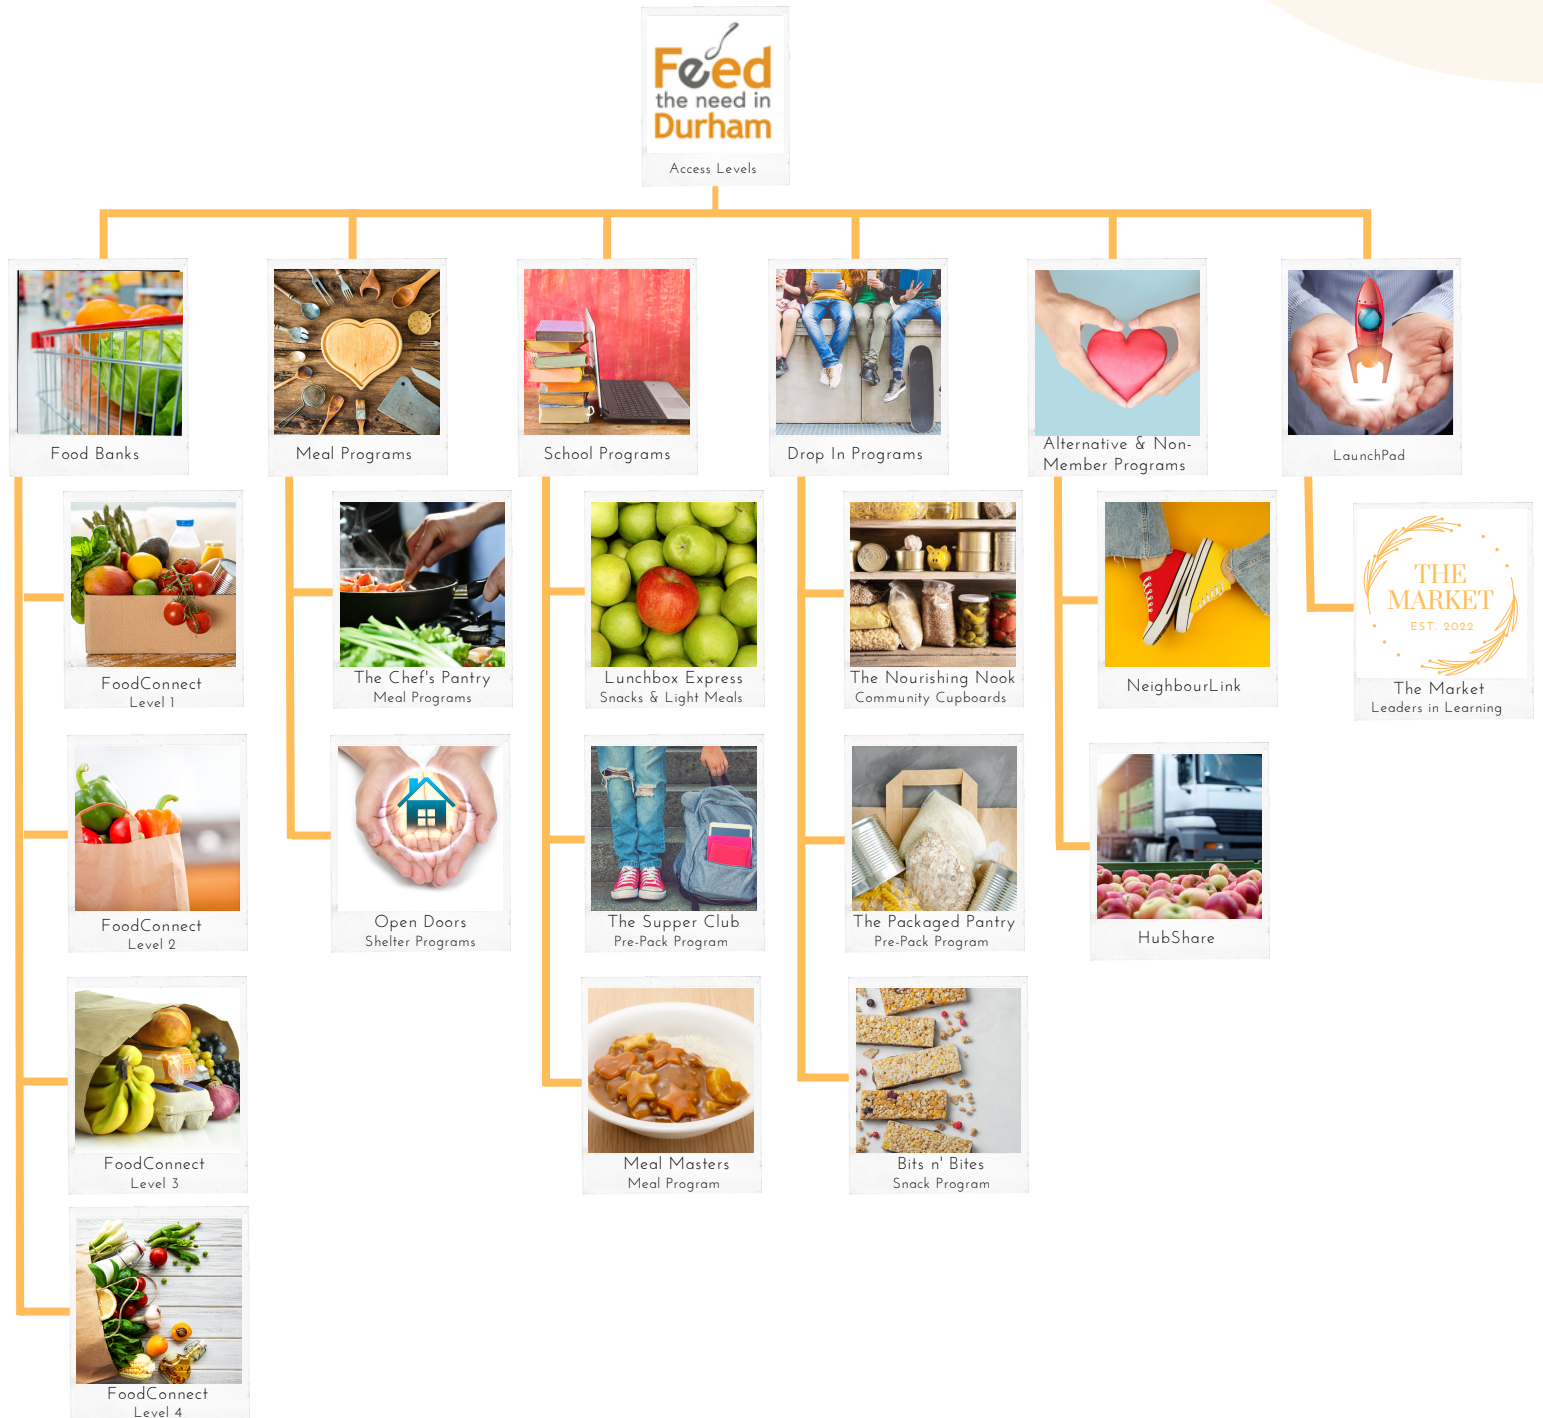 Feed
the need in
Durham
Access Levels
Food Banks
Meal Programs
School Programs
Drop In Programs
Alternative & Non-
Member Programs
LaunchPad
FoodConnect
Level 1
The Chef's Pantry
Meal Programs
Lunchbox Express
Snacks & Light Meals
The Nourishing Nook
Community Cupboards
NeighbourLink
THE
MARKET
EST. 2022
The Market
Leaders in Learning
FoodConnect
Level 2
Open Doors
Shelter Programs
The Supper Club
Pre-Pack Program
The Packaged Pantry
Pre-Pack Program
HubShare
FoodConnect
Level 3
Meal Masters
Meal Program
Bits n' Bites
Snack Program
FoodConnect
Level 4